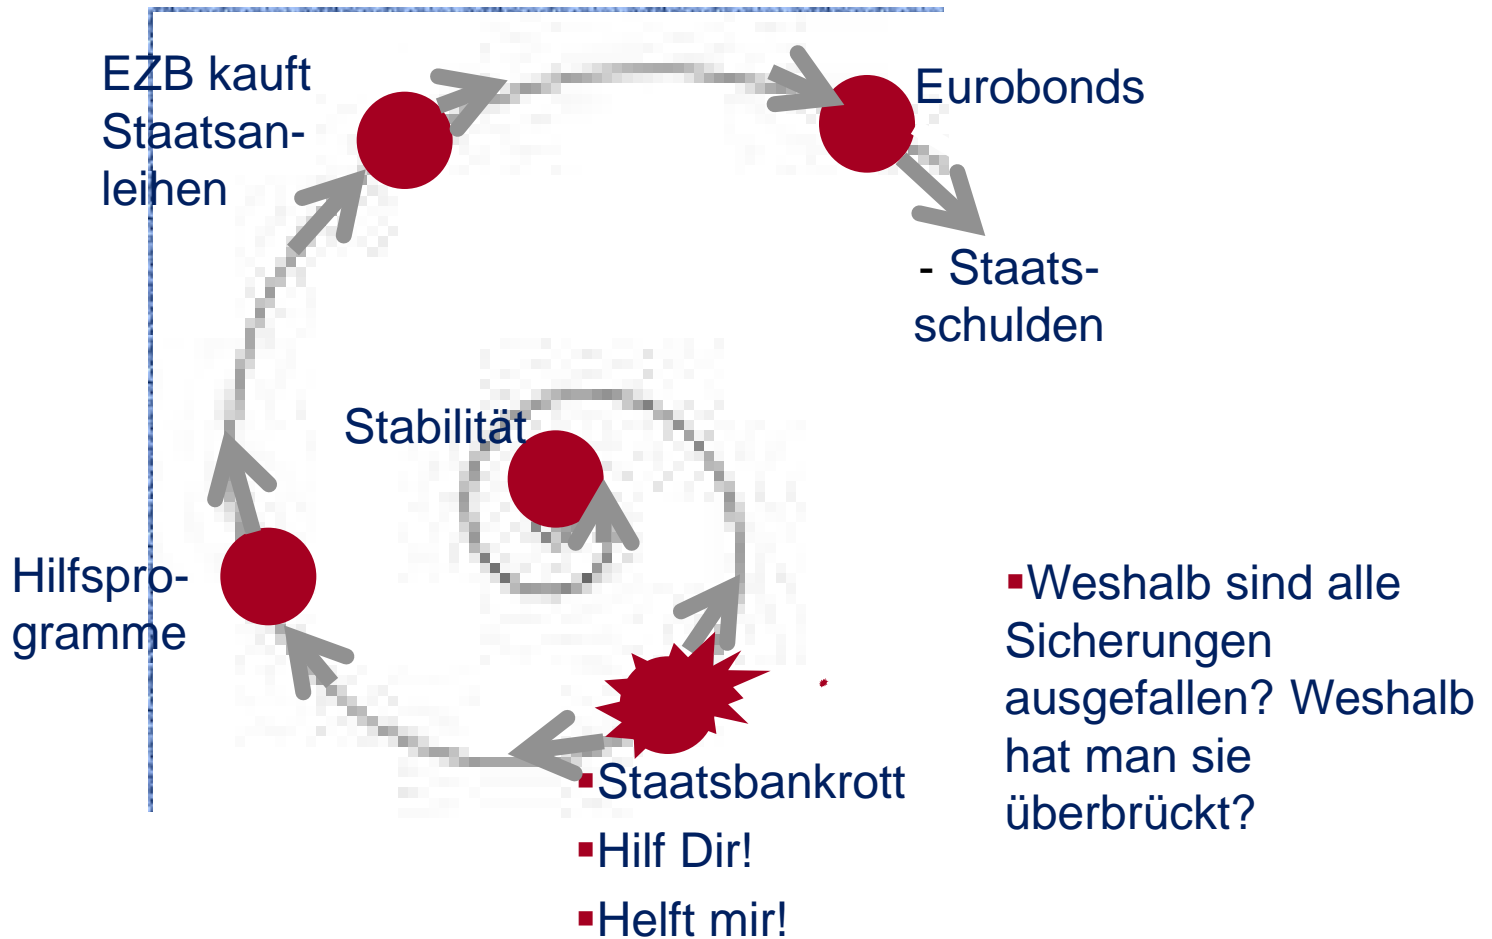 EZB kauft
Staatsan-
leihen
Eurobonds
- Staats-
schulden
Stabilität
Hilfspro-
gramme
▪Weshalb sind alle
Sicherungen
ausgefallen? Weshalb
hat man sie
überbrückt?
▪Staatsbankrott
▪Hilf Dir!
▪Helft mir!